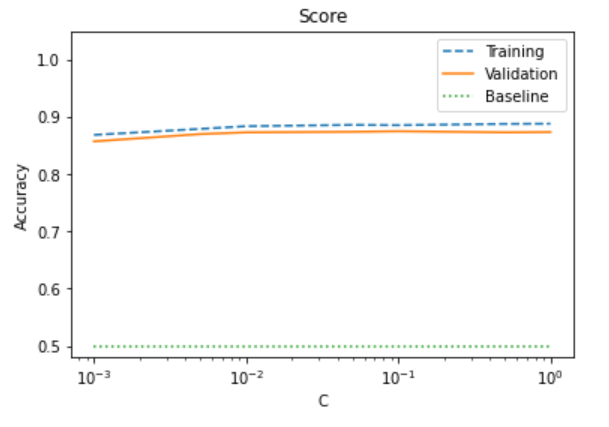 Score
1.0
0.9
0.8
0.7
0.6
0.5
Accuracy
Training
Validation
Baseline
10⁻³
10⁻²
10⁻¹
10⁰
C